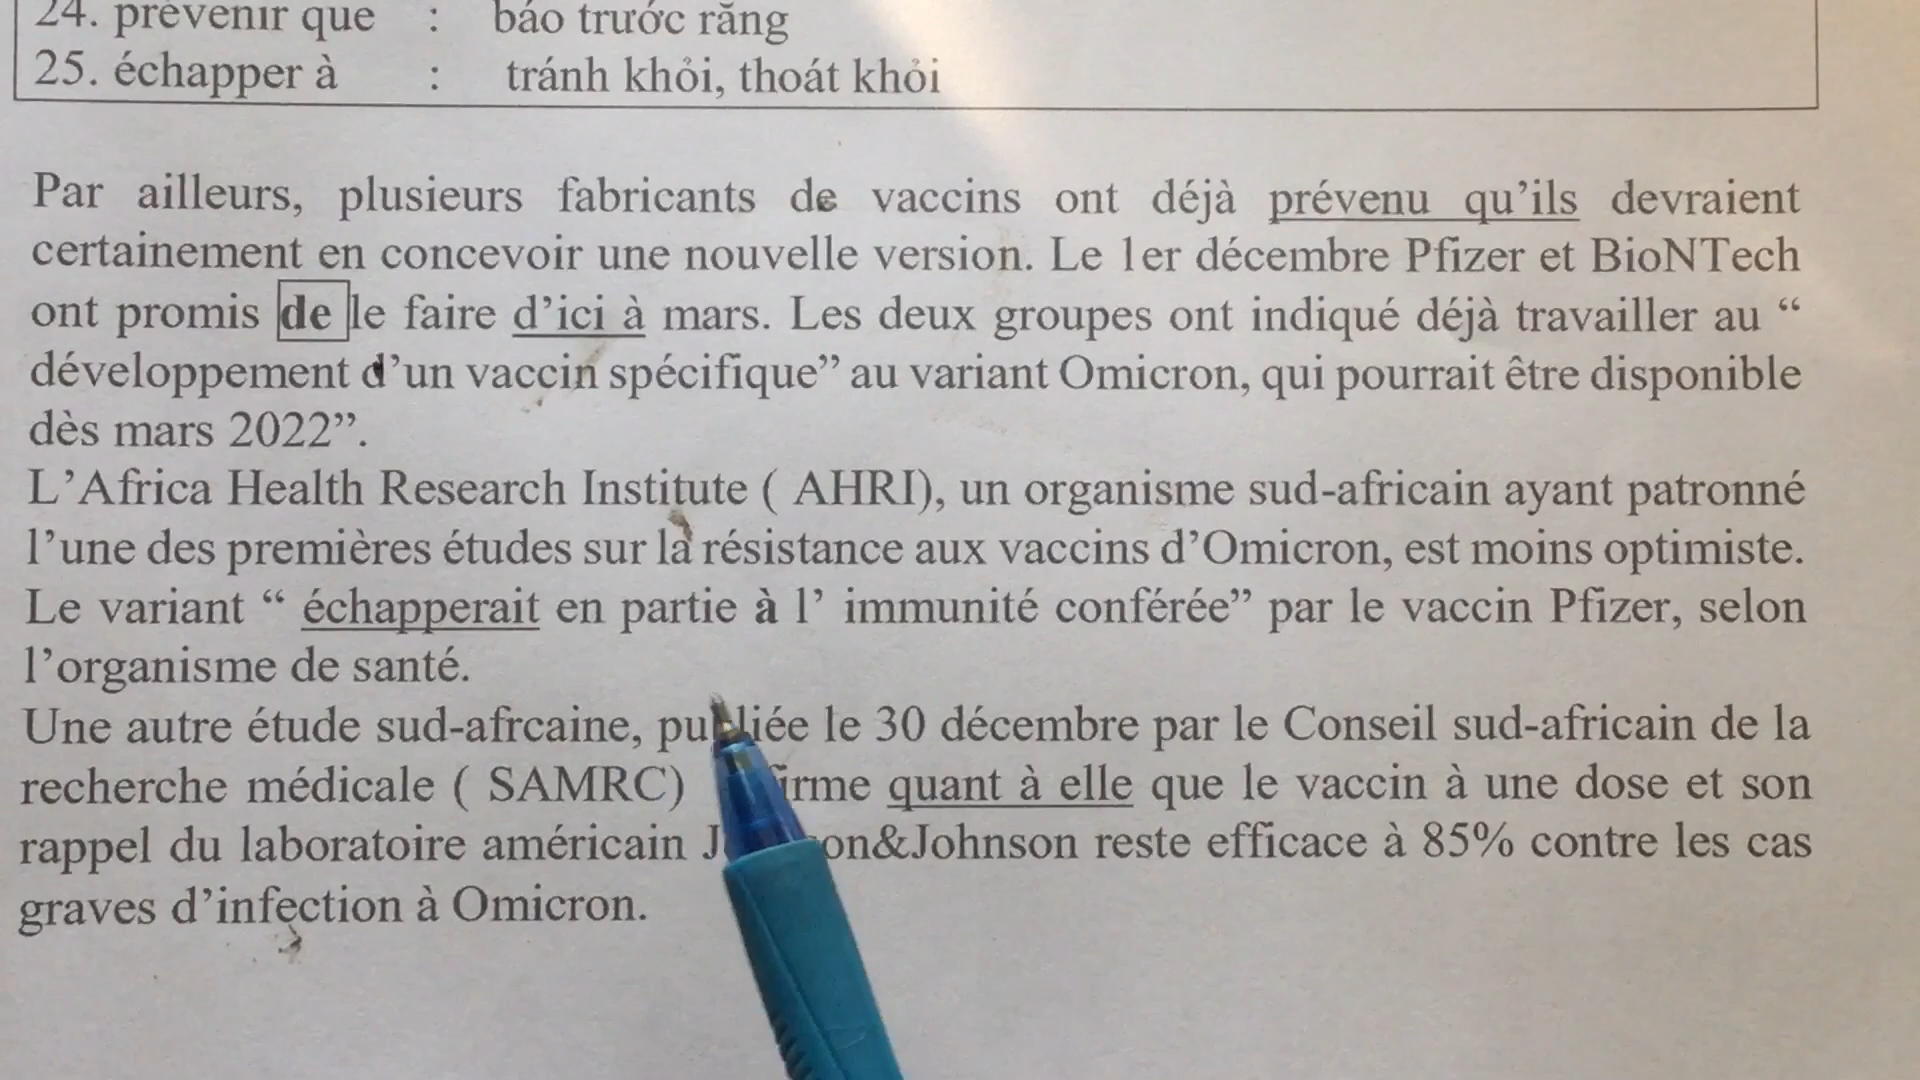 24. prévenir que : báo trước rằng
25. échapper à : tránh khỏi, thoát khỏi
Par ailleurs, plusieurs fabricants de vaccins ont déjà prévenu qu’ils devraient
certainement en concevoir une nouvelle version. Le 1er décembre Pfizer et BioNTech
ont promis de le faire d’ici à mars. Les deux groupes ont indiqué déjà travailler au “
développement d’un vaccin spécifique” au variant Omicron, qui pourrait être disponible
dès mars 2022”.
L’Africa Health Research Institute ( AHRI), un organisme sud-africain ayant patronné
l’une des premières études sur la résistance aux vaccins d’Omicron, est moins optimiste.
Le variant “ échapperait en partie à l’ immunité conférée” par le vaccin Pfizer, selon
l’organisme de santé.
Une autre étude sud-afrcaine, publiée le 30 décembre par le Conseil sud-africain de la
recherche médicale ( SAMRC) quant à elle que le vaccin à une dose et son
rappel du laboratoire américain reste efficace à 85% contre les cas
graves d’infection à Omicron.